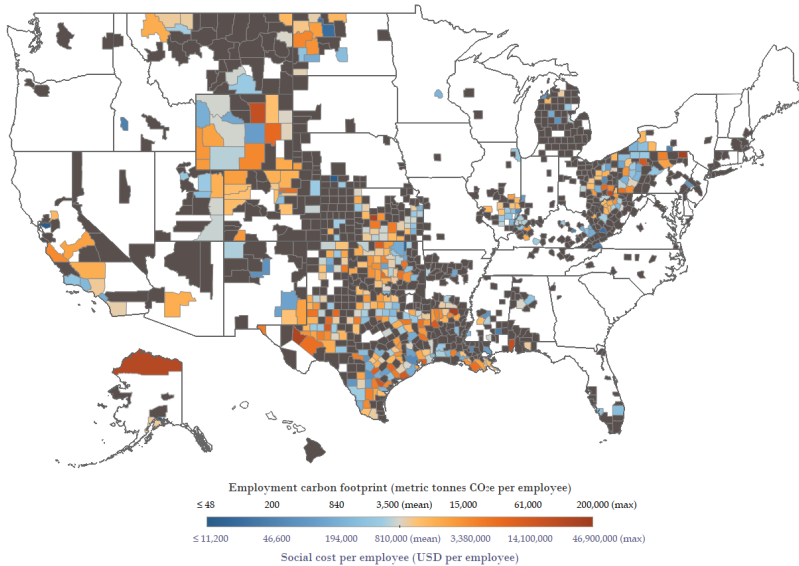 Employment carbon footprint (metric tonnes CO₂e per employee)
≤ 48 200 840 3,500 (mean) 15,000 61,000 200,000 (max)
≤ 11,200 46,600 194,000 810,000 (mean) 3,380,000 14,100,000 46,900,000 (max)
Social cost per employee (USD per employee)